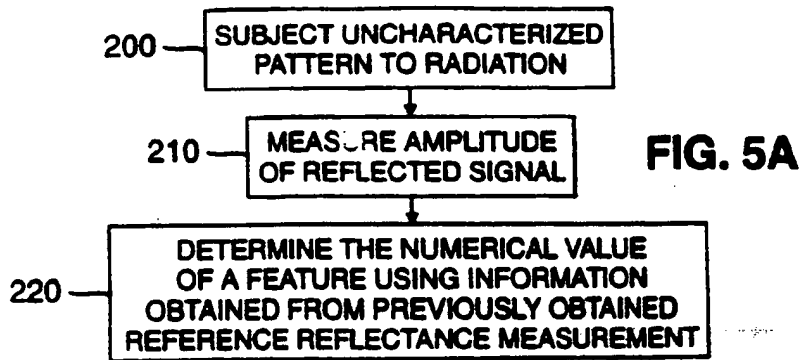 200
SUBJECT UNCHARACTERIZED
PATTERN TO RADIATION
210
MEASURE AMPLITUDE
OF REFLECTED SIGNAL
FIG. 5A
220
DETERMINE THE NUMERICAL VALUE
OF A FEATURE USING INFORMATION
OBTAINED FROM PREVIOUSLY OBTAINED
REFERENCE REFLECTANCE MEASUREMENT